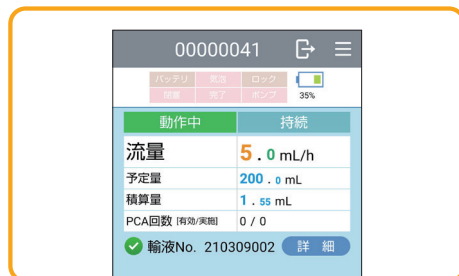 00000041
バッテリ 気泡 ロック
閉塞 完了 ポンプ 35%
動作中 持続
流量 5.0 mL/h
予定量 200.0 mL
積算量 1.55 mL
PCA回数 [有効/実施] 0 / 0
輸液No. 210309002 詳 細